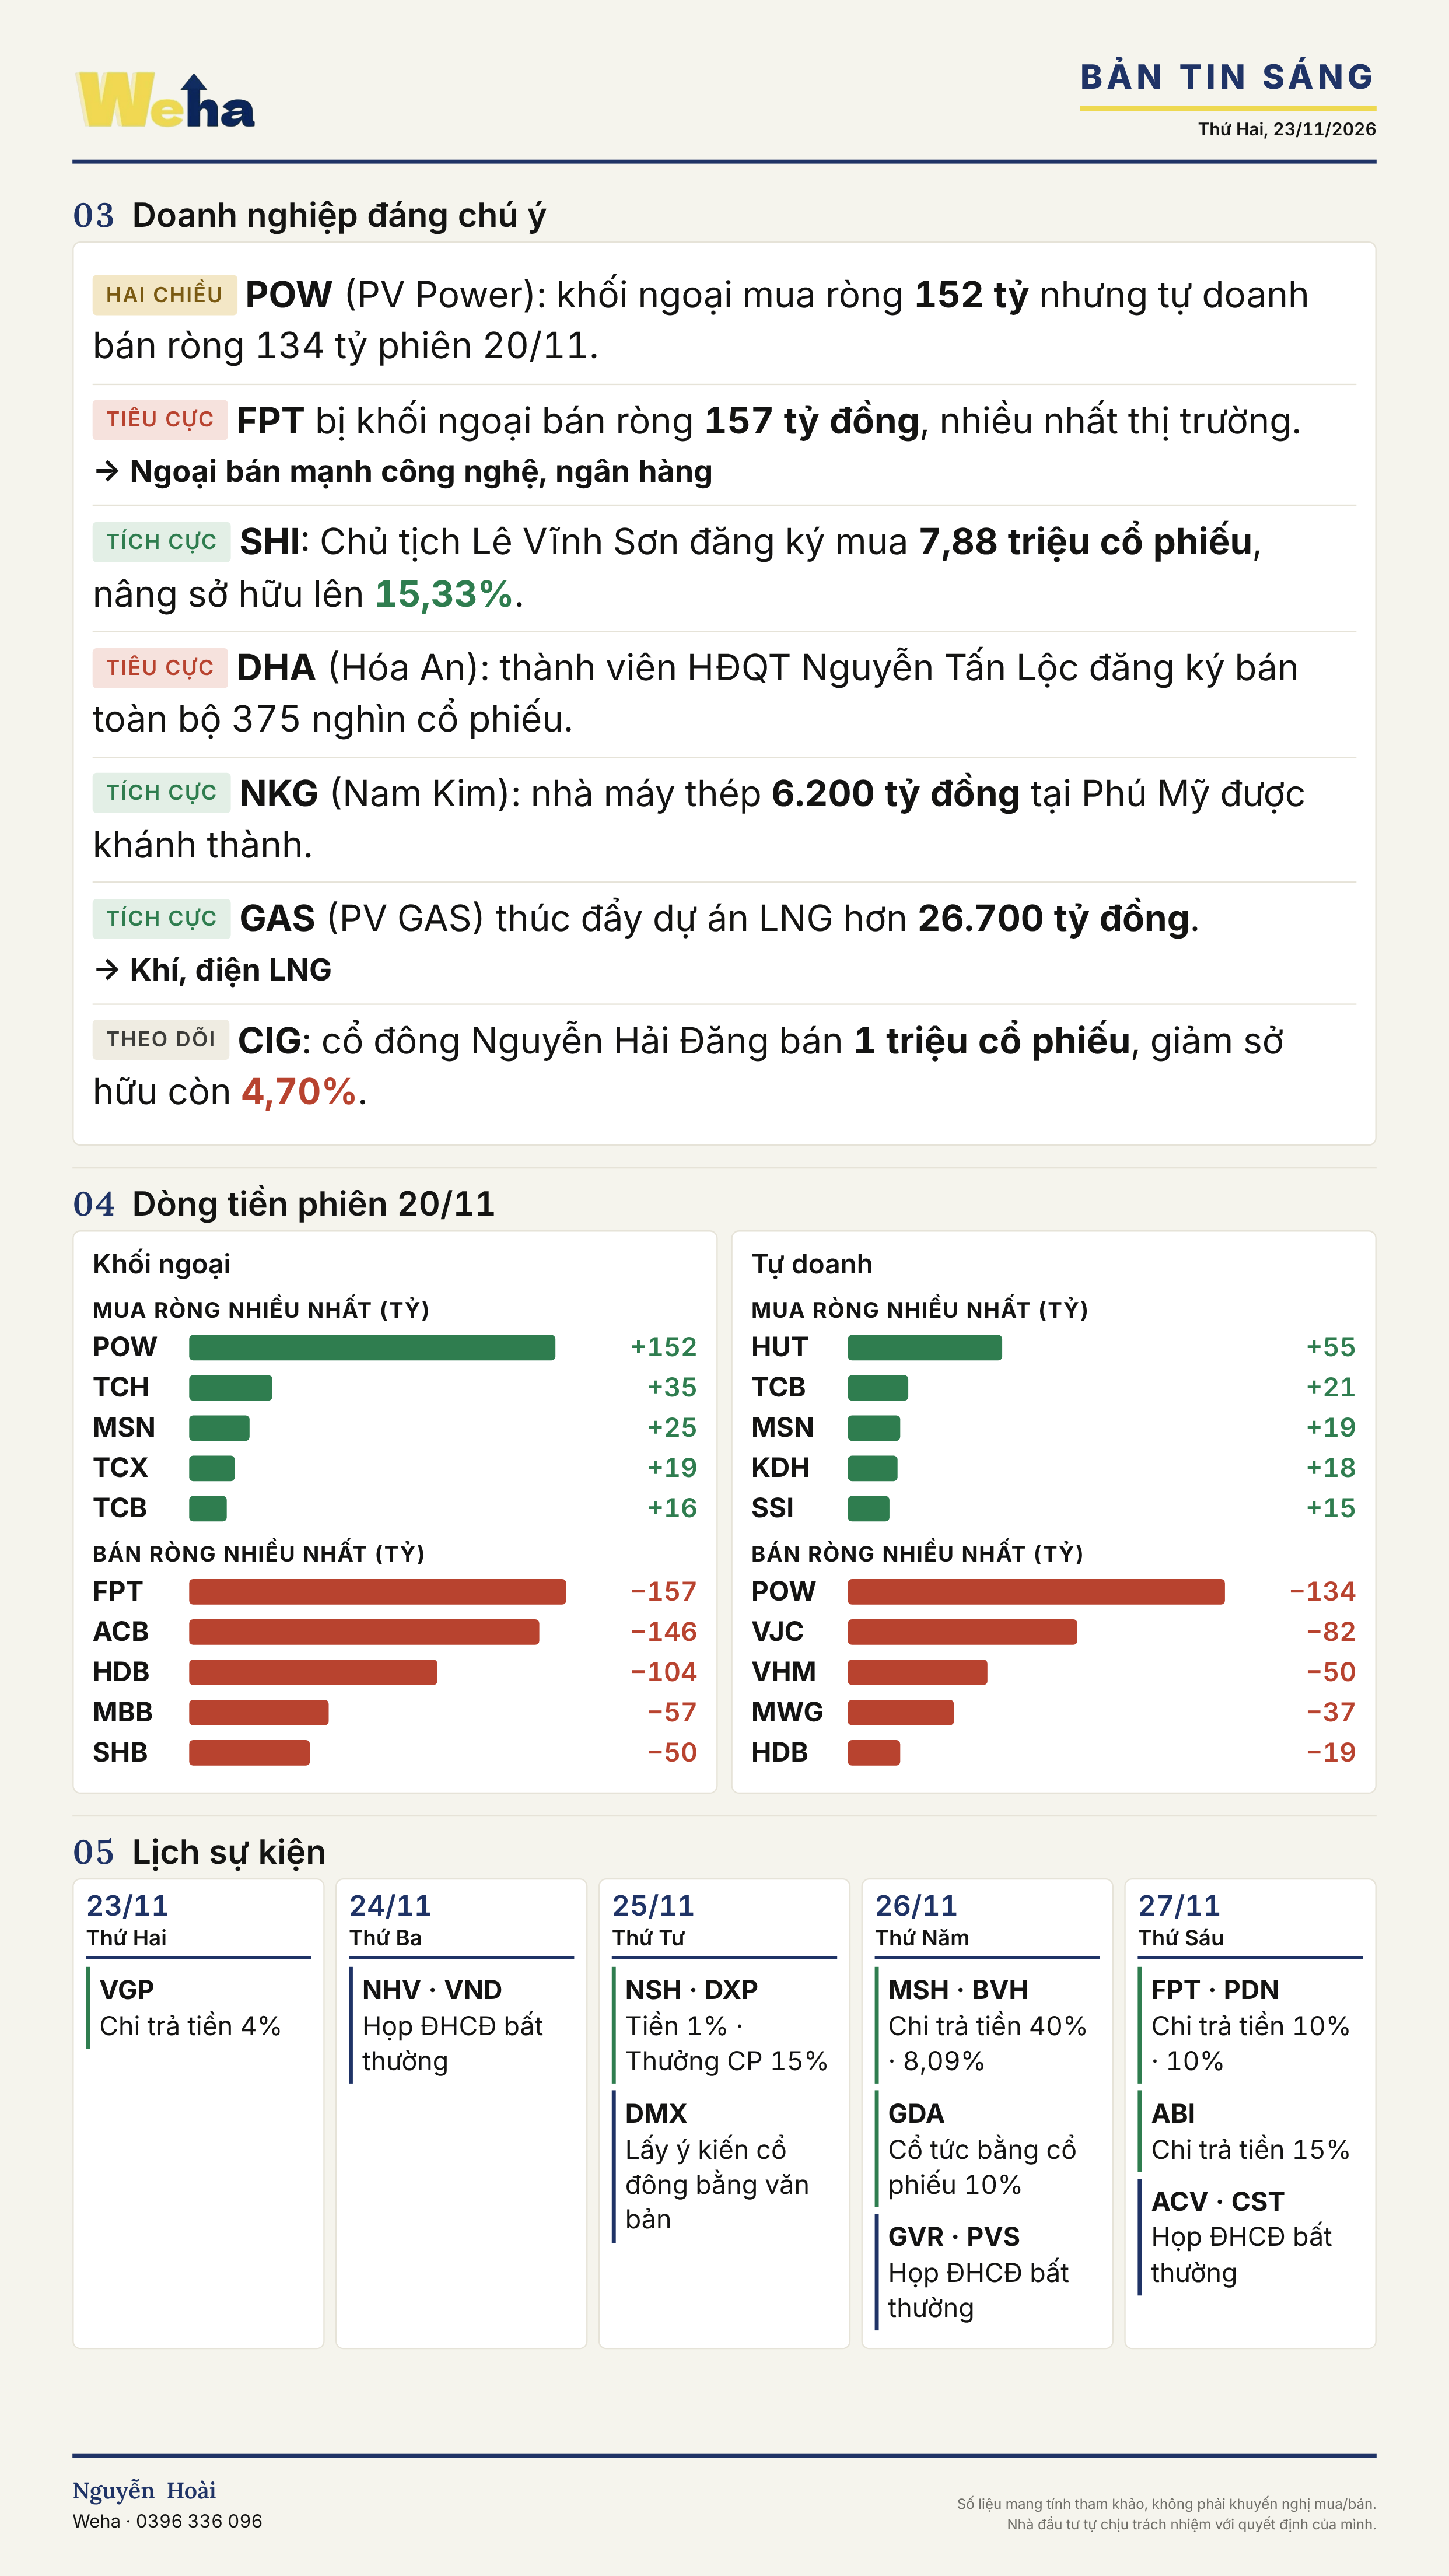 Weha
BẢN TIN SÁNG
Thứ Hai, 23/11/2026
03 Doanh nghiệp đáng chú ý
HAI CHIỀU POW (PV Power): khối ngoại mua ròng 152 tỷ nhưng tự doanh
bán ròng 134 tỷ phiên 20/11.
TIÊU CỰC FPT bị khối ngoại bán ròng 157 tỷ đồng, nhiều nhất thị trường.
→ Ngoại bán mạnh công nghệ, ngân hàng
TÍCH CỰC SHI: Chủ tịch Lê Vĩnh Sơn đăng ký mua 7,88 triệu cổ phiếu,
nâng sở hữu lên 15,33%.
TIÊU CỰC DHA (Hóa An): thành viên HĐQT Nguyễn Tấn Lộc đăng ký bán
toàn bộ 375 nghìn cổ phiếu.
TÍCH CỰC NKG (Nam Kim): nhà máy thép 6.200 tỷ đồng tại Phú Mỹ được
khánh thành.
TÍCH CỰC GAS (PV GAS) thúc đẩy dự án LNG hơn 26.700 tỷ đồng.
→ Khí, điện LNG
THEO DÕI CIG: cổ đông Nguyễn Hải Đăng bán 1 triệu cổ phiếu, giảm sở
hữu còn 4,70%.
04 Dòng tiền phiên 20/11
Khối ngoại
MUA RÒNG NHIỀU NHẤT (TỶ)
POW +152
TCH +35
MSN +25
TCX +19
TCB +16
BÁN RÒNG NHIỀU NHẤT (TỶ)
FPT −157
ACB −146
HDB −104
MBB −57
SHB −50
Tự doanh
MUA RÒNG NHIỀU NHẤT (TỶ)
HUT +55
TCB +21
MSN +19
KDH +18
SSI +15
BÁN RÒNG NHIỀU NHẤT (TỶ)
POW −134
VJC −82
VHM −50
MWG −37
HDB −19
05 Lịch sự kiện
23/11
Thứ Hai
VGP
Chi trả tiền 4%
24/11
Thứ Ba
NHV · VND
Họp ĐHCĐ bất
thường
25/11
Thứ Tư
NSH · DXP
Tiền 1% ·
Thưởng CP 15%
DMX
Lấy ý kiến cổ
đông bằng văn
bản
26/11
Thứ Năm
MSH · BVH
Chi trả tiền 40%
· 8,09%
GDA
Cổ tức bằng cổ
phiếu 10%
GVR · PVS
Họp ĐHCĐ bất
thường
27/11
Thứ Sáu
FPT · PDN
Chi trả tiền 10%
· 10%
ABI
Chi trả tiền 15%
ACV · CST
Họp ĐHCĐ bất
thường
Nguyễn Hoài
Weha · 0396 336 096
Số liệu mang tính tham khảo, không phải khuyến nghị mua/bán.
Nhà đầu tư tự chịu trách nhiệm với quyết định của mình.